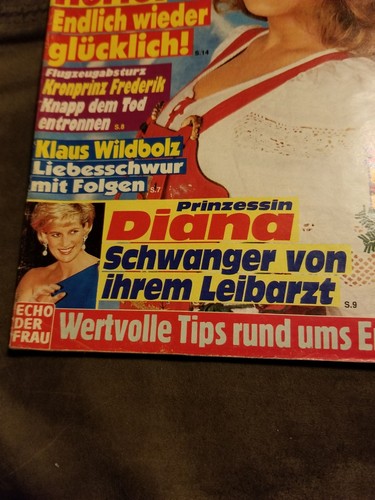 Endlich wieder
glücklich!
S.14
Flugzeugabsturz
Kronprinz Frederik
Knapp dem Tod
entronnen S.8
Klaus Wildbolz
Liebesschwur
mit Folgen S.7
Prinzessin
Diana
Schwanger von
ihrem Leibarzt
S.9
ECHO
DER
FRAU
Wertvolle Tips rund ums